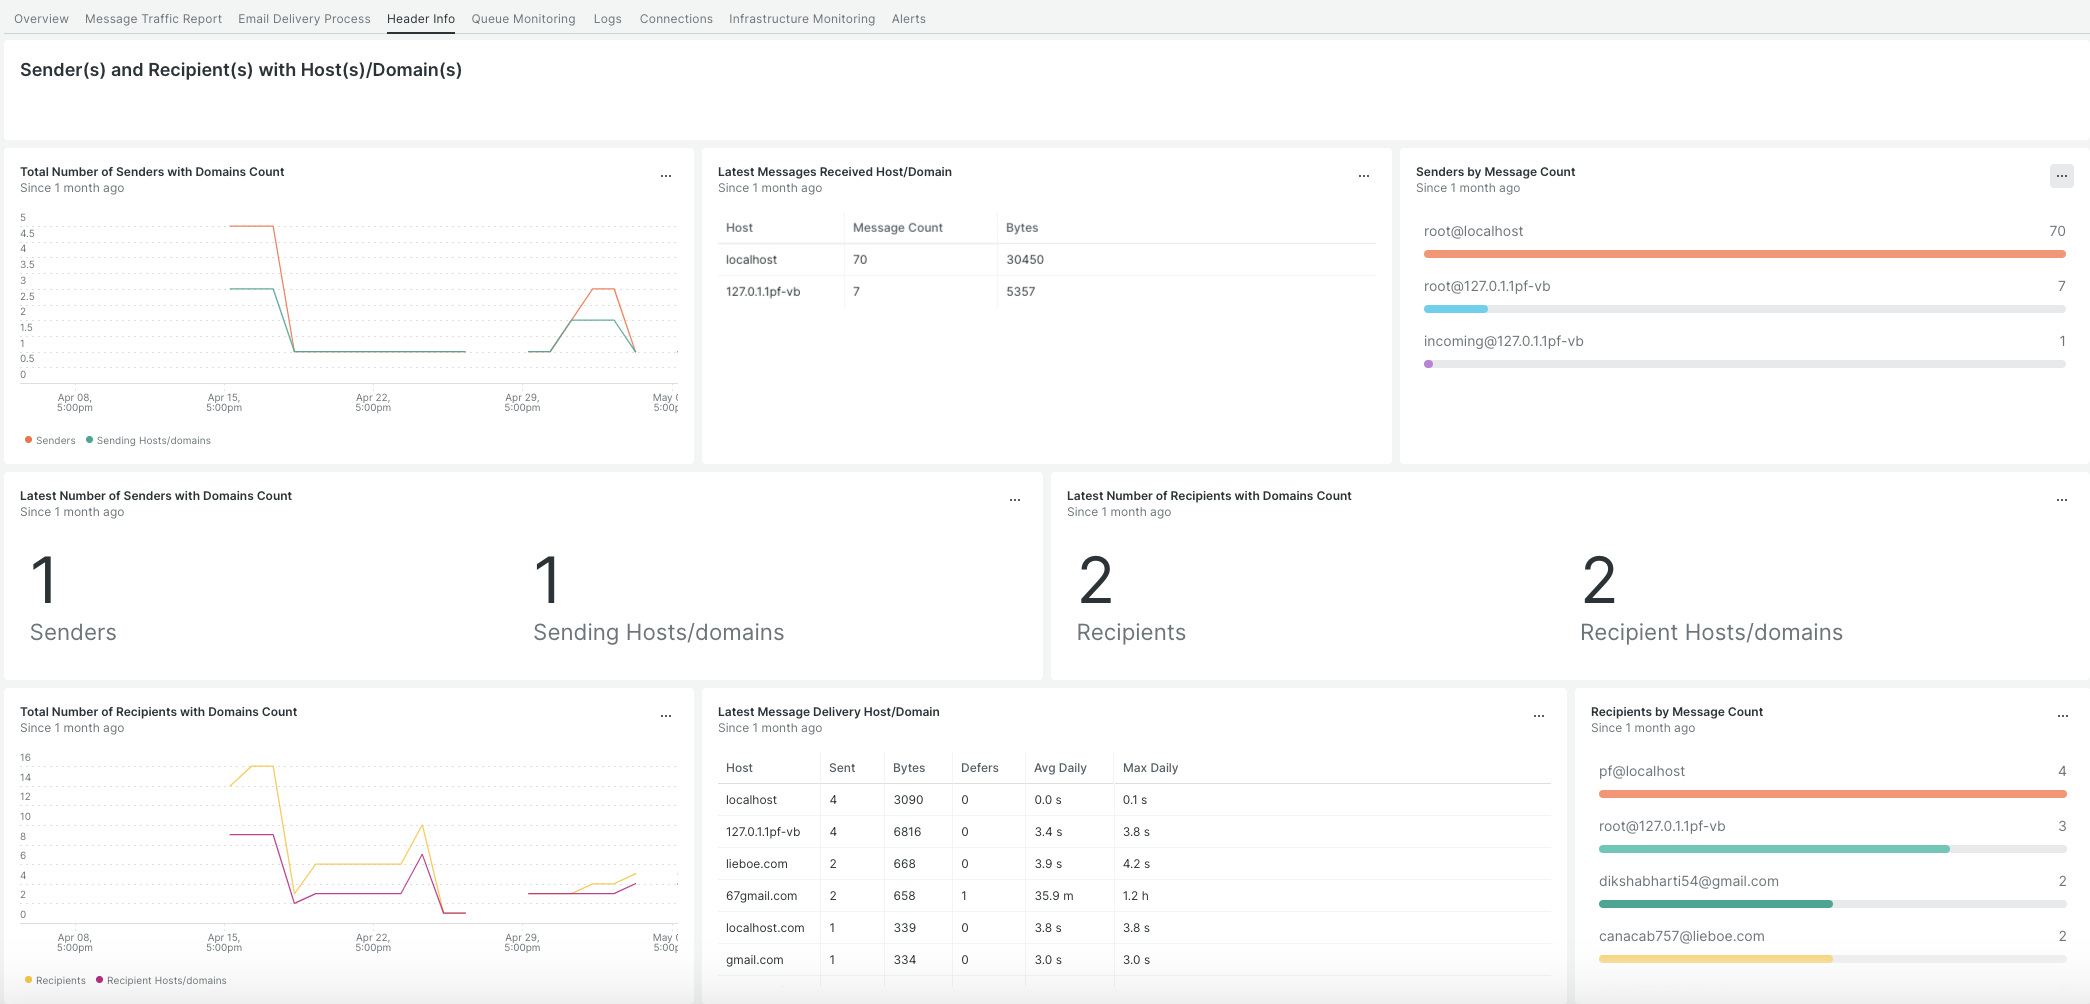 Overview Message Traffic Report Email Delivery Process Header Info Queue Monitoring Logs Connections Infrastructure Monitoring Alerts
Sender(s) and Recipient(s) with Host(s)/Domain(s)
Total Number of Senders with Domains Count
Since 1 month ago
5
4.5
4
3.5
3
2.5
2
1.5
1
0.5
0
Apr 08, Apr 15, Apr 22, Apr 29, May
5:00pm 5:00pm 5:00pm 5:00pm 5:00p
Senders Sending Hosts/domains
Latest Messages Received Host/Domain
Since 1 month ago
Host Message Count Bytes
localhost 70 30450
127.0.1.1pf-vb 7 5357
Senders by Message Count
Since 1 month ago
root@localhost 70
root@127.0.1.1pf-vb 7
incoming@127.0.1.1pf-vb 1
Latest Number of Senders with Domains Count
Since 1 month ago
1 1
Senders Sending Hosts/domains
Latest Number of Recipients with Domains Count
Since 1 month ago
2 2
Recipients Recipient Hosts/domains
Total Number of Recipients with Domains Count
Since 1 month ago
16
14
12
10
8
6
4
2
0
Apr 08, Apr 15, Apr 22, Apr 29, May
5:00pm 5:00pm 5:00pm 5:00pm 5:00p
Recipients Recipient Hosts/domains
Latest Message Delivery Host/Domain
Since 1 month ago
Host Sent Bytes Defers Avg Daily Max Daily
localhost 4 3090 0 0.0 s 0.1 s
127.0.1.1pf-vb 4 6816 0 3.4 s 3.8 s
lieboe.com 2 668 0 3.9 s 4.2 s
67gmail.com 2 658 1 35.9 m 1.2 h
localhost.com 1 339 0 3.8 s 3.8 s
gmail.com 1 334 0 3.0 s 3.0 s
Recipients by Message Count
Since 1 month ago
pf@localhost 4
root@127.0.1.1pf-vb 3
dikshabharti54@gmail.com 2
canacab757@lieboe.com 2